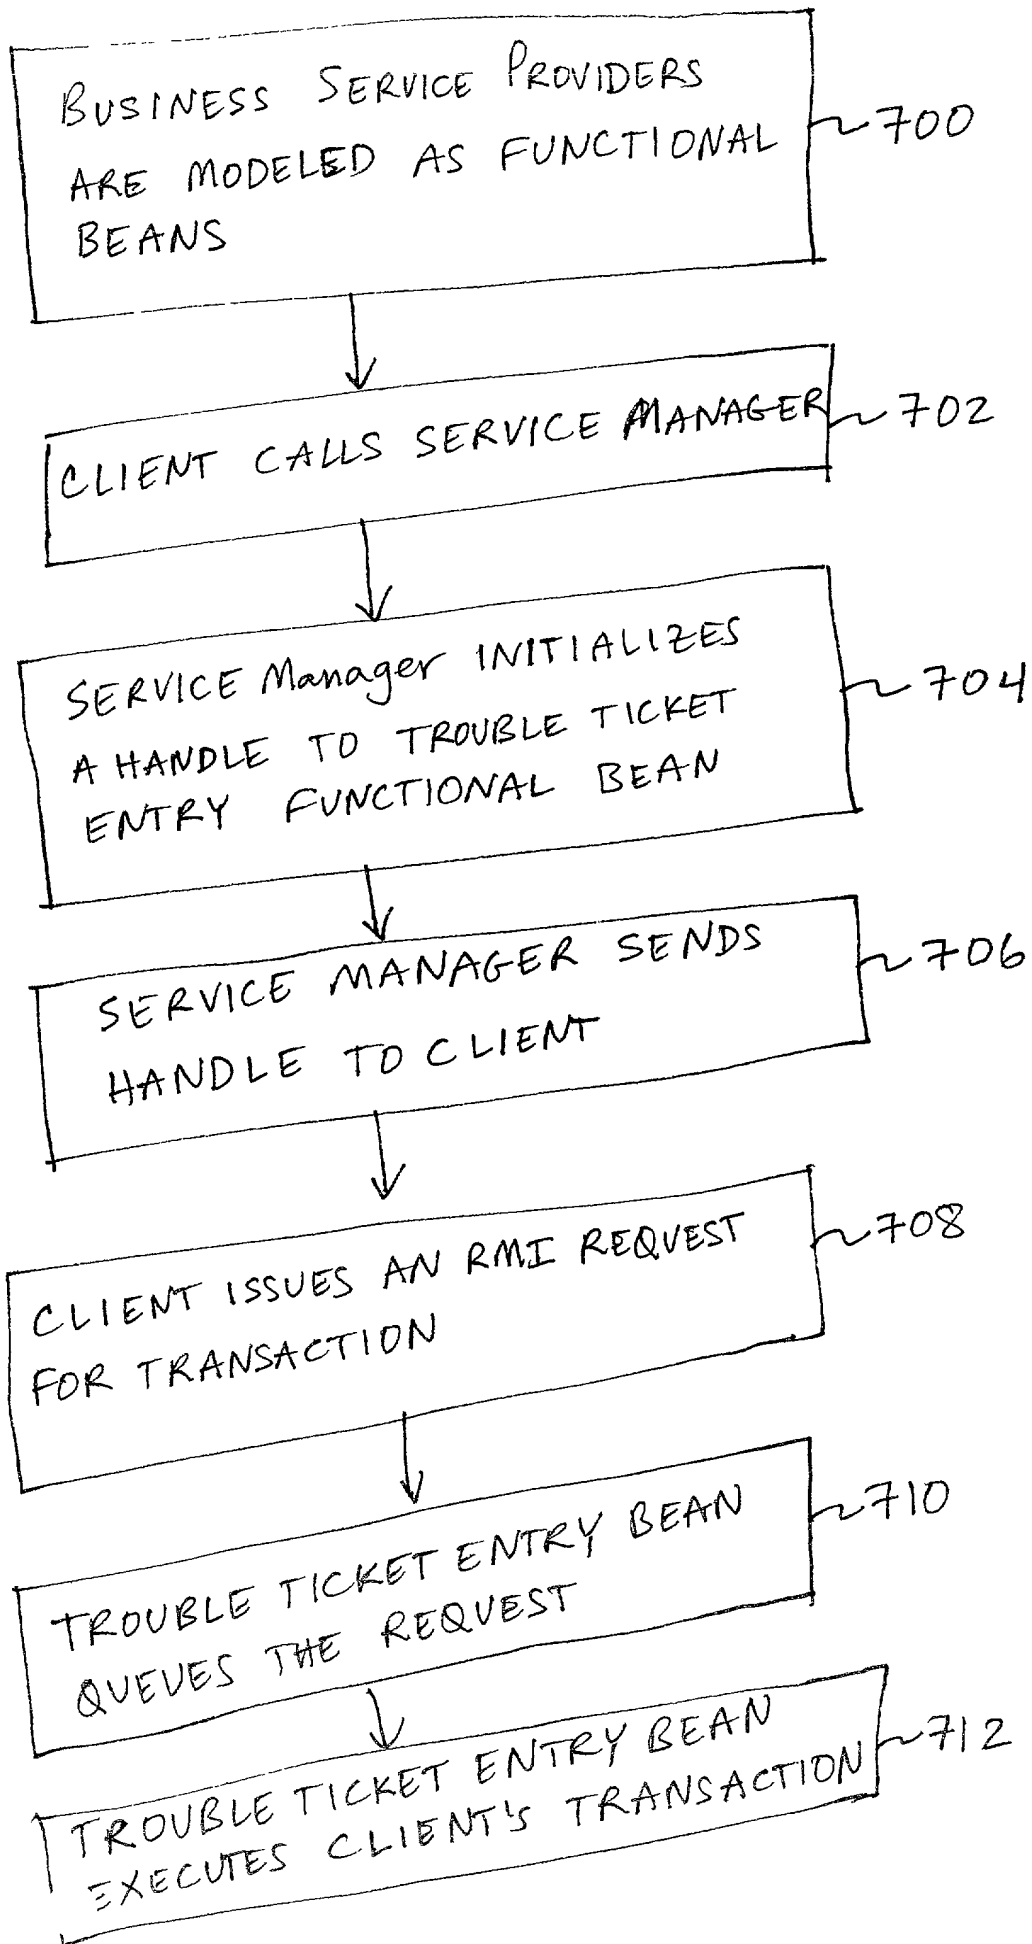 BUSINESS SERVICE PROVIDERS
ARE MODELED AS FUNCTIONAL
BEANS
700
CLIENT CALLS SERVICE MANAGER
702
SERVICE Manager INITIALIZES
A HANDLE TO TROUBLE TICKET
ENTRY FUNCTIONAL BEAN
704
SERVICE MANAGER SENDS
HANDLE TO CLIENT
706
CLIENT ISSUES AN RMI REQUEST
FOR TRANSACTION
708
TROUBLE TICKET ENTRY BEAN
QUEUES THE REQUEST
710
TROUBLE TICKET ENTRY BEAN
EXECUTES CLIENT'S TRANSACTION
712